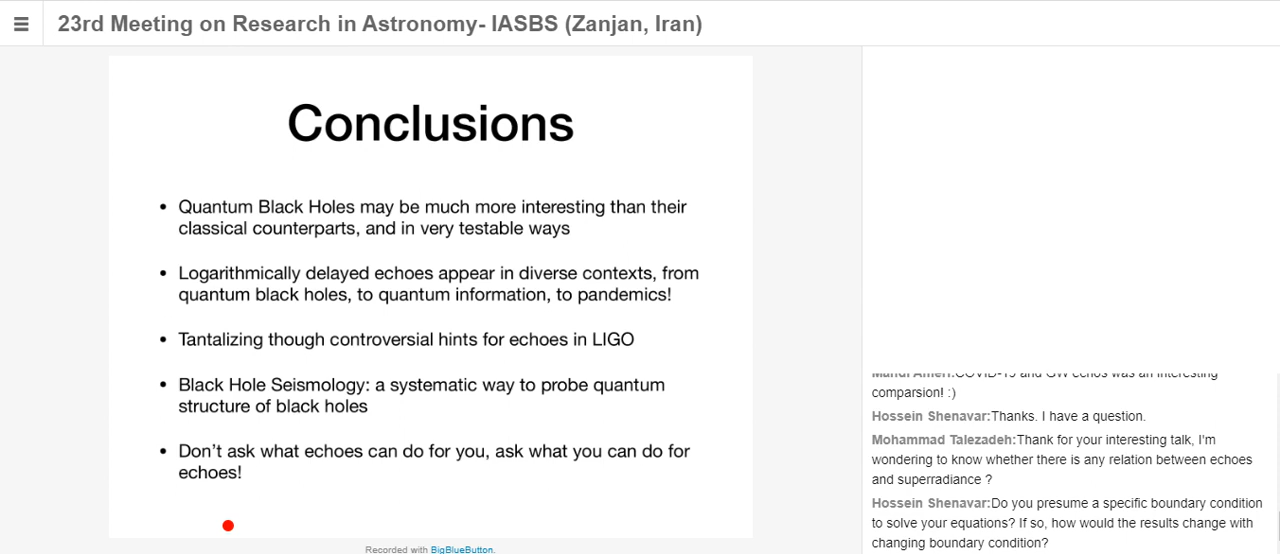 23rd Meeting on Research in Astronomy- IASBS (Zanjan, Iran)
Conclusions
• Quantum Black Holes may be much more interesting than their
classical counterparts, and in very testable ways
• Logarithmically delayed echoes appear in diverse contexts, from
quantum black holes, to quantum information, to pandemics!
• Tantalizing though controversial hints for echoes in LIGO
• Black Hole Seismology: a systematic way to probe quantum
structure of black holes
• Don't ask what echoes can do for you, ask what you can do for
echoes!
Recorded with BigBlueButton.
COVID-19 and GW echos was an interesting
comparsion! :)
Hossein Shenavar:Thanks. I have a question.
Mohammad Talezadeh:Thank for your interesting talk, I'm
wondering to know whether there is any relation between echoes
and superradiance ?
Hossein Shenavar:Do you presume a specific boundary condition
to solve your equations? If so, how would the results change with
changing boundary condition?